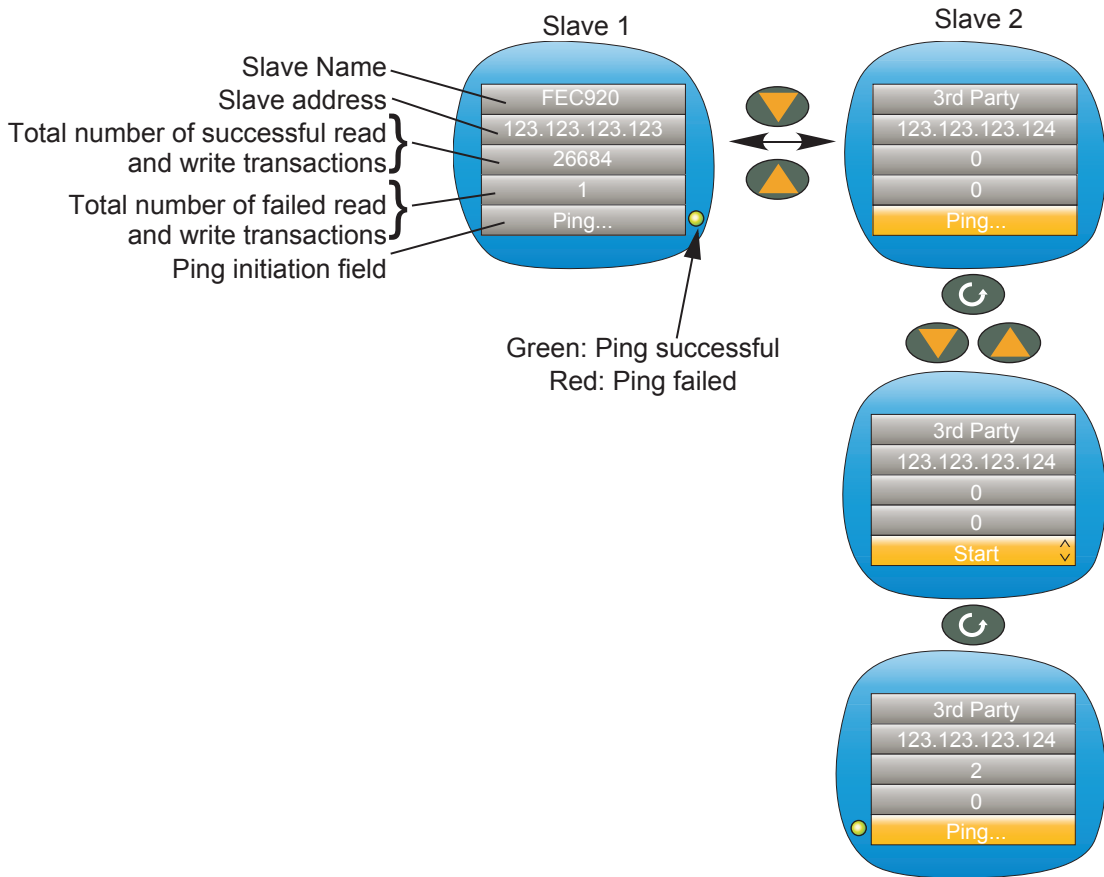 Slave 1
Slave Name
Slave address
Total number of successful read
and write transactions
Total number of failed read
and write transactions
Ping initiation field
FEC920
123.123.123.123
26684
1
Ping...
Green: Ping successful
Red: Ping failed
Slave 2
3rd Party
123.123.123.124
0
0
Ping...
3rd Party
123.123.123.124
0
0
Start
3rd Party
123.123.123.124
2
0
Ping...